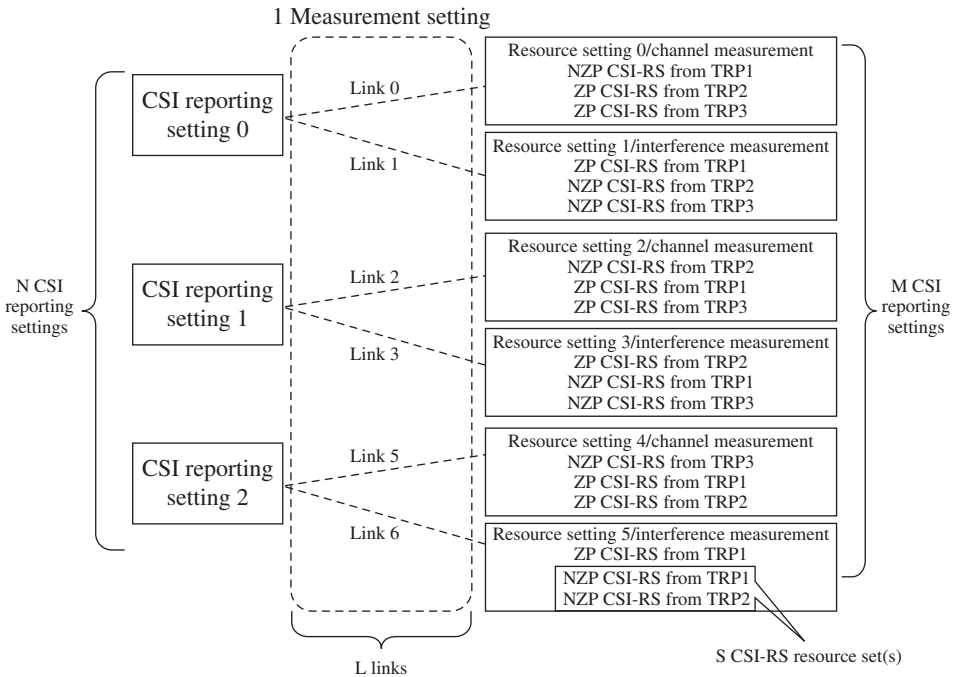 1 Measurement setting
N CSI
reporting
settings
CSI reporting
setting 0
Link 0
Link 1
Resource setting 0/channel measurement
NZP CSI-RS from TRP1
ZP CSI-RS from TRP2
ZP CSI-RS from TRP3
Resource setting 1/interference measurement
ZP CSI-RS from TRP1
NZP CSI-RS from TRP2
NZP CSI-RS from TRP3
CSI reporting
setting 1
Link 2
Link 3
Resource setting 2/channel measurement
NZP CSI-RS from TRP2
ZP CSI-RS from TRP1
ZP CSI-RS from TRP3
Resource setting 3/interference measurement
ZP CSI-RS from TRP2
NZP CSI-RS from TRP1
NZP CSI-RS from TRP3
CSI reporting
setting 2
Link 5
Link 6
Resource setting 4/channel measurement
NZP CSI-RS from TRP3
ZP CSI-RS from TRP1
ZP CSI-RS from TRP2
Resource setting 5/interference measurement
ZP CSI-RS from TRP1
NZP CSI-RS from TRP1
NZP CSI-RS from TRP2
M CSI
reporting
settings
L links
S CSI-RS resource set(s)